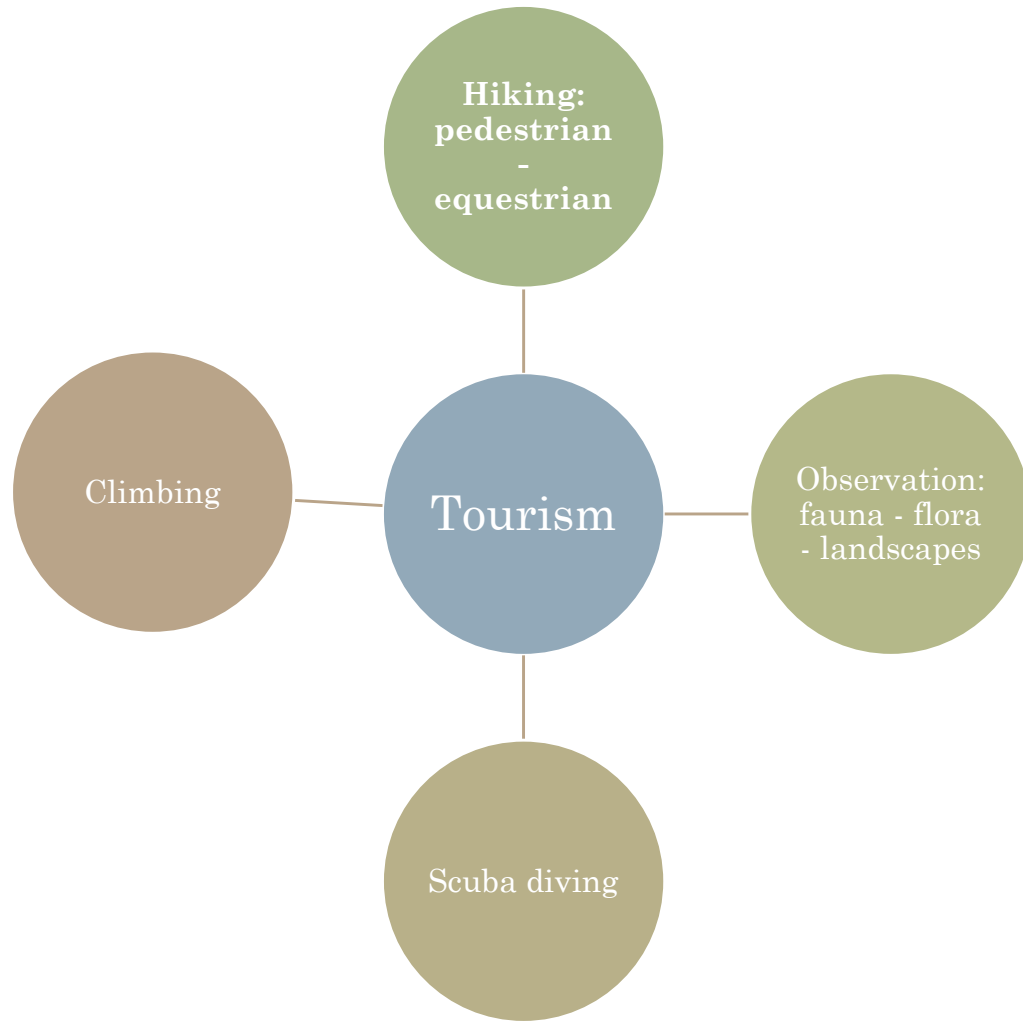 Hiking:
pedestrian
-
equestrian
Climbing
Tourism
Observation:
fauna - flora
- landscapes
Scuba diving